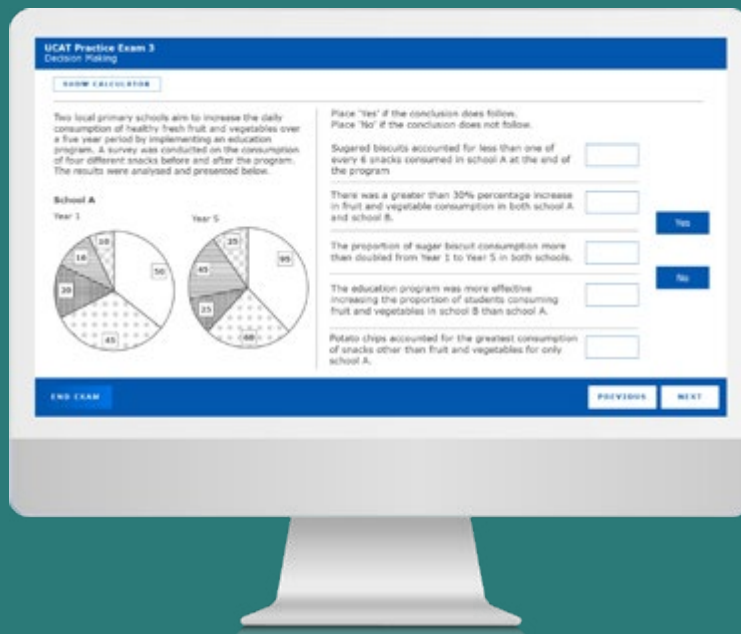 UCAT Practice Exam 3
Decision Making
SHOW CALCULATOR
Two local primary schools aim to increase the daily
consumption of healthy fresh fruit and vegetables over
a five year period by implementing an education
program. A survey was conducted on the consumption
of four different snacks before and after the program.
The results were analysed and presented below.
School A
Year 1
Year 5
10
16
20
45
50
25
45
25
60
95
Place 'Yes' if the conclusion does follow.
Place 'No' if the conclusion does not follow.
Sugared biscuits accounted for less than one of
every 6 snacks consumed in school A at the end of
the program
There was a greater than 30% percentage increase
in fruit and vegetable consumption in both school A
and school B.
The proportion of sugar biscuit consumption more
than doubled from Year 1 to Year 5 in both schools.
The education program was more effective
increasing the proportion of students consuming
fruit and vegetables in school B than school A.
Potato chips accounted for the greatest consumption
of snacks other than fruit and vegetables for only
school A.
Yes
No
END EXAM
PREVIOUS
NEXT